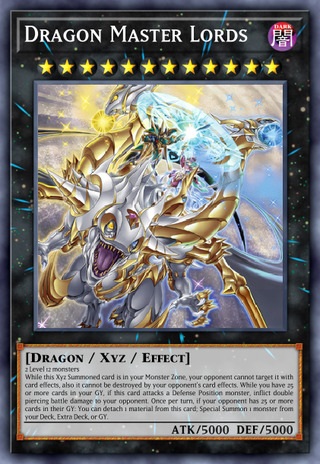 Dragon Master Lords
DARK
闇
[Dragon / Xyz / Effect]
2 Level 12 monsters
While this Xyz Summoned card is in your Monster Zone, your opponent cannot target it with
card effects, also it cannot be destroyed by your opponent's card effects. While you have 25
or more cards in your GY, if this card attacks a Defense Position monster, inflict double
piercing battle damage to your opponent. Once per turn, if your opponent has 25 or more
cards in their GY: You can detach 1 material from this card; Special Summon 1 monster from
your Deck, Extra Deck, or GY.
ATK/5000 DEF/5000